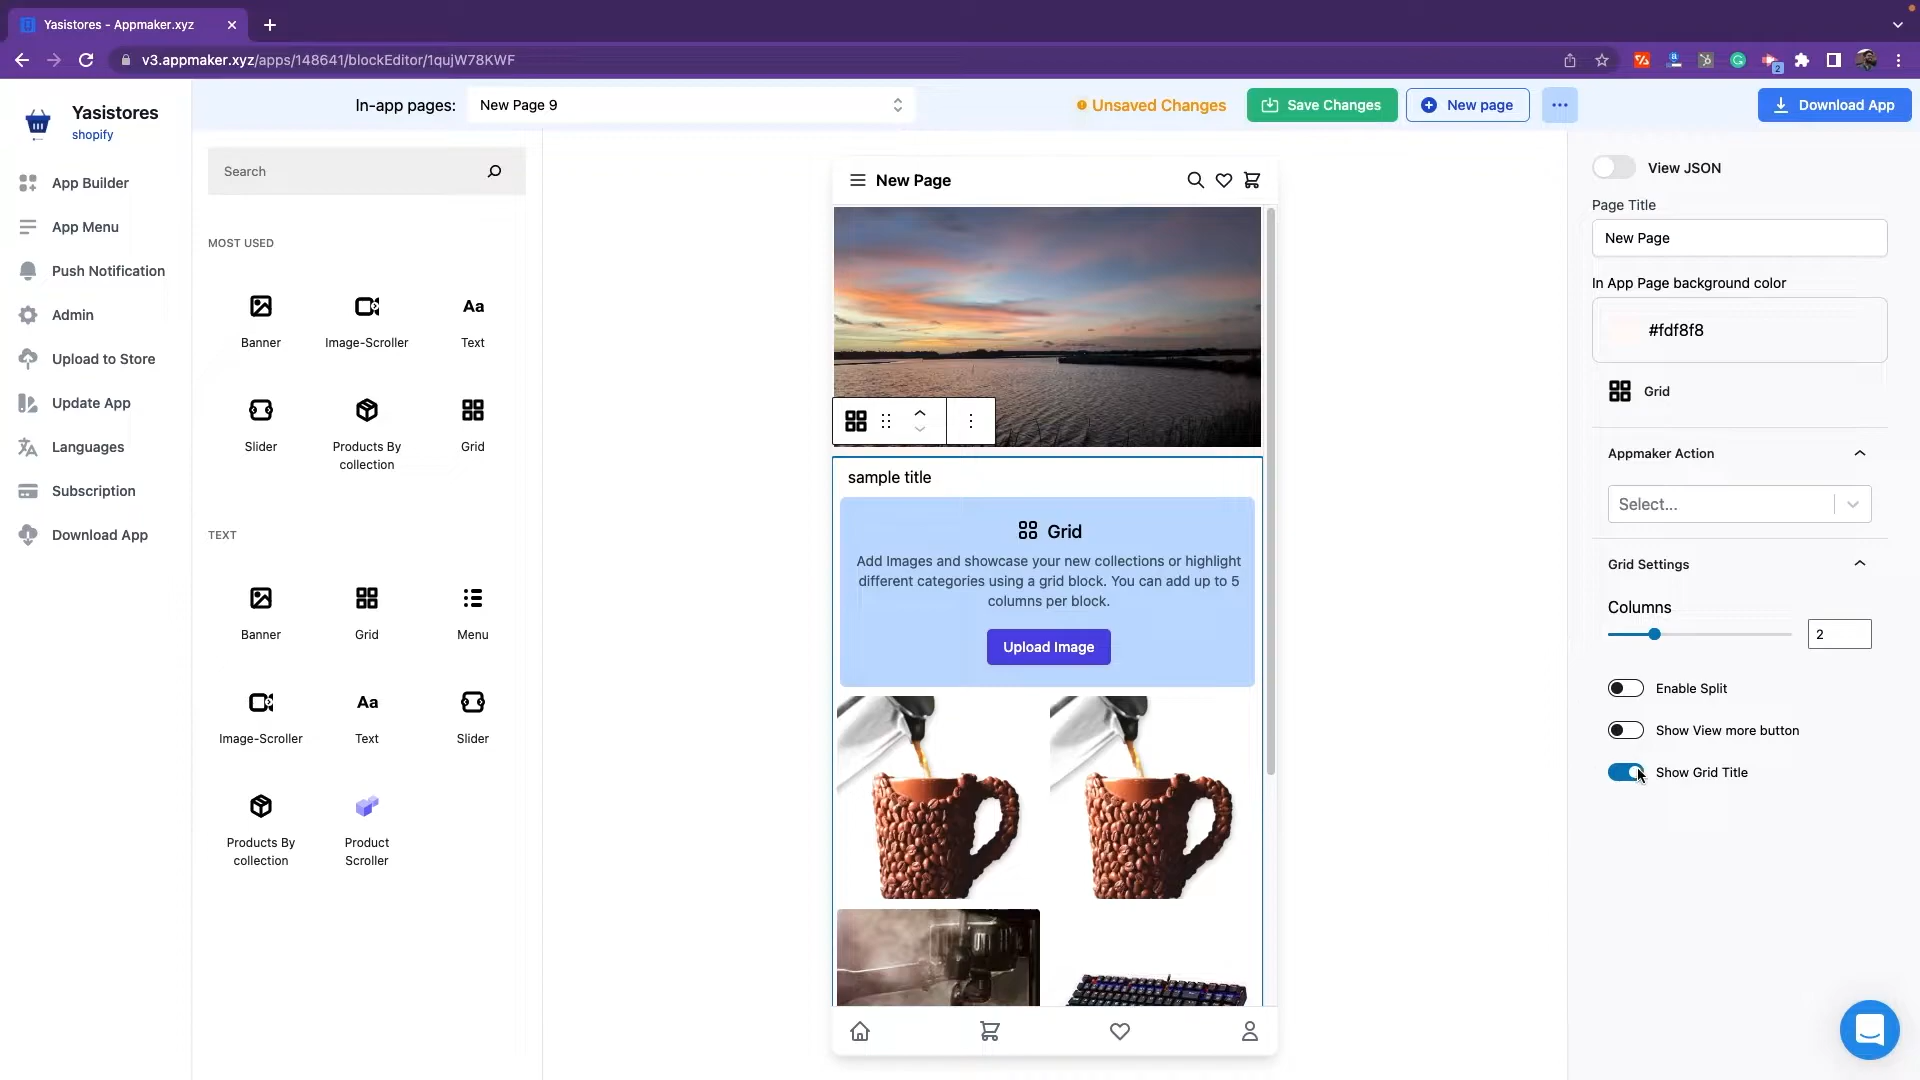 Yasistores - Appmaker.xyz
v3.appmaker.xyz/apps/148641/blockEditor/1qujW78KWF
2
Yasistores
shopify
In-app pages:
New Page 9
Unsaved Changes
Save Changes
New page
Download App
App Builder
App Menu
Push Notification
Admin
Upload to Store
Update App
Languages
Subscription
Download App
Search
MOST USED
Banner
Image-Scroller
Aa
Text
Slider
Products By
collection
Grid
TEXT
Banner
Grid
Menu
Image-Scroller
Aa
Text
Slider
Products By
collection
Product
Scroller
New Page
sample title
Grid
Add Images and showcase your new collections or highlight
different categories using a grid block. You can add up to 5
columns per block.
Upload Image
View JSON
Page Title
New Page
In App Page background color
#fdf8f8
Grid
Appmaker Action
Select...
Grid Settings
Columns
2
Enable Split
Show View more button
Show Grid Title